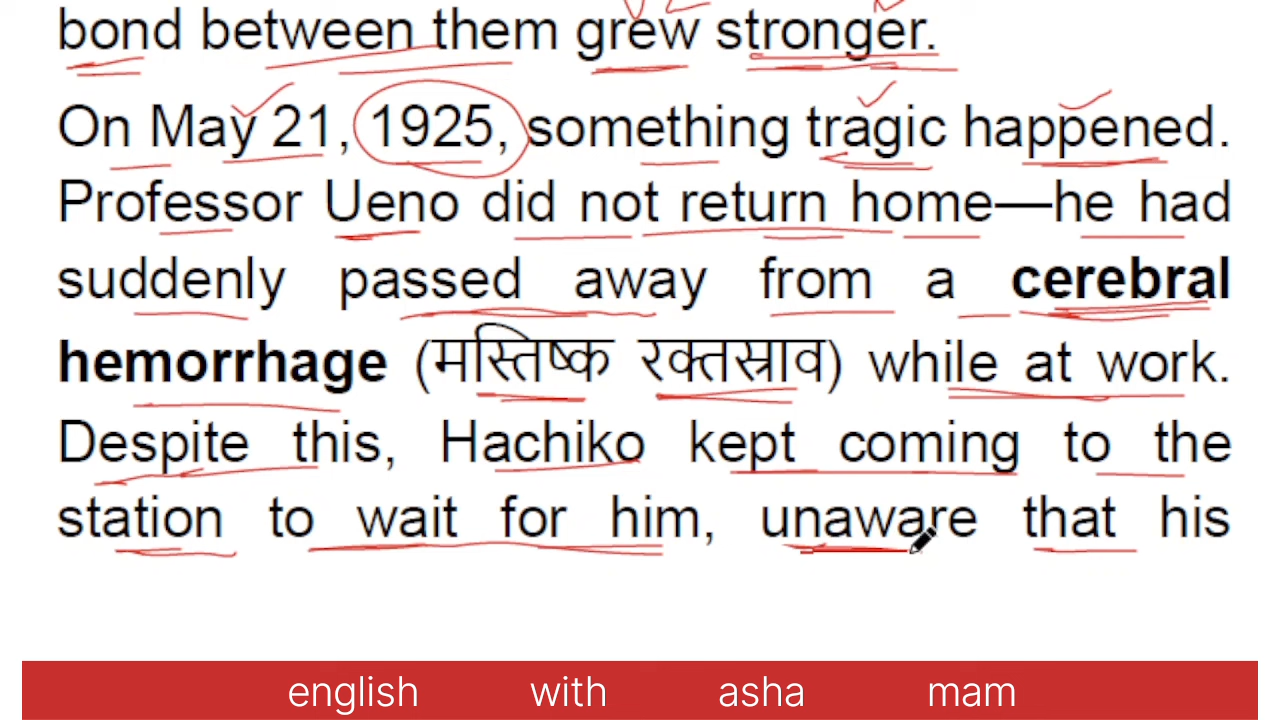 bond between them grew stronger.
On May 21, 1925, something tragic happened.
Professor Ueno did not return home—he had
suddenly passed away from a cerebral
hemorrhage (मस्तिष्क रक्तस्राव) while at work.
Despite this, Hachiko kept coming to the
station to wait for him, unaware that his
english with asha mam